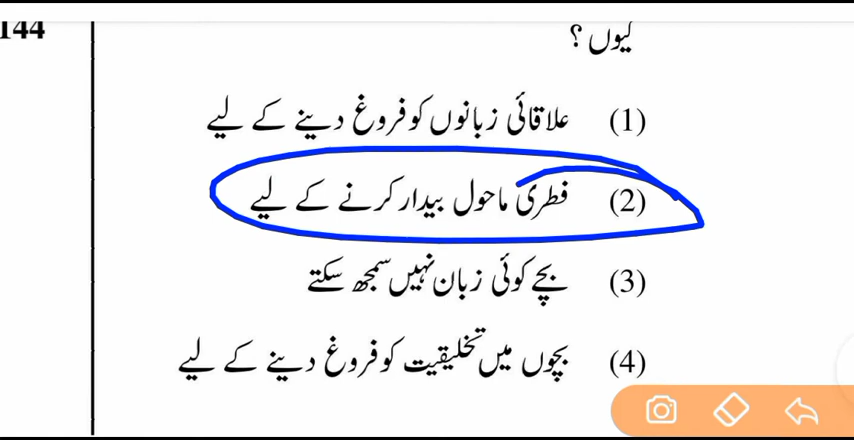 144
کیوں ؟
(1) علاقائی زبانوں کو فروغ دینے کے لیے
(2) فطری ماحول بیدار کرنے کے لیے
(3) بچے کوئی زبان نہیں سمجھ سکتے
(4) بچوں میں تخلیقیت کو فروغ دینے کے لیے